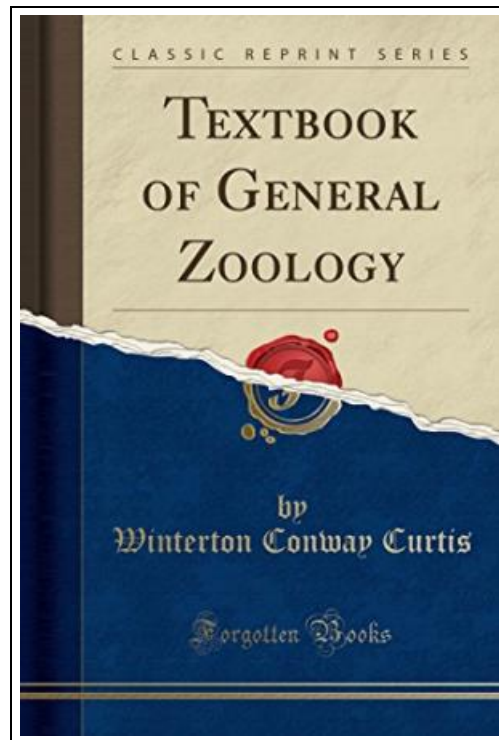 CLASSIC REPRINT SERIES
TEXTBOOK
OF GENERAL
ZOOLOGY
by
Winterton Conway Curtis
Forgotten Books